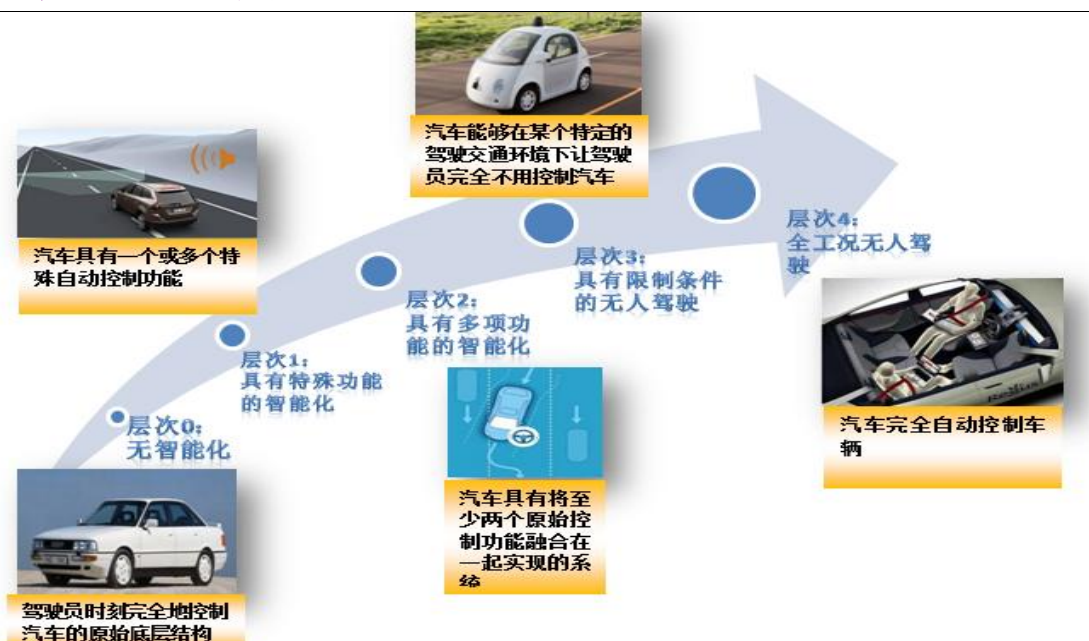 汽车能够在某个特定的
驾驶交通环境下让驾驶
员完全不用控制汽车
汽车具有一个或多个特
殊自动控制功能
层次4：
全工况无人驾
驶
层次3：
具有限制条件
的无人驾驶
层次2：
具有多项功
能的智能化
层次1：
具有特殊功能
的智能化
层次0：
无智能化
汽车完全自动控制车
辆
汽车具有将至
少两个原始控
制功能融合在
一起实现的系
统
驾驶员时刻完全地控制
汽车的原始底层结构